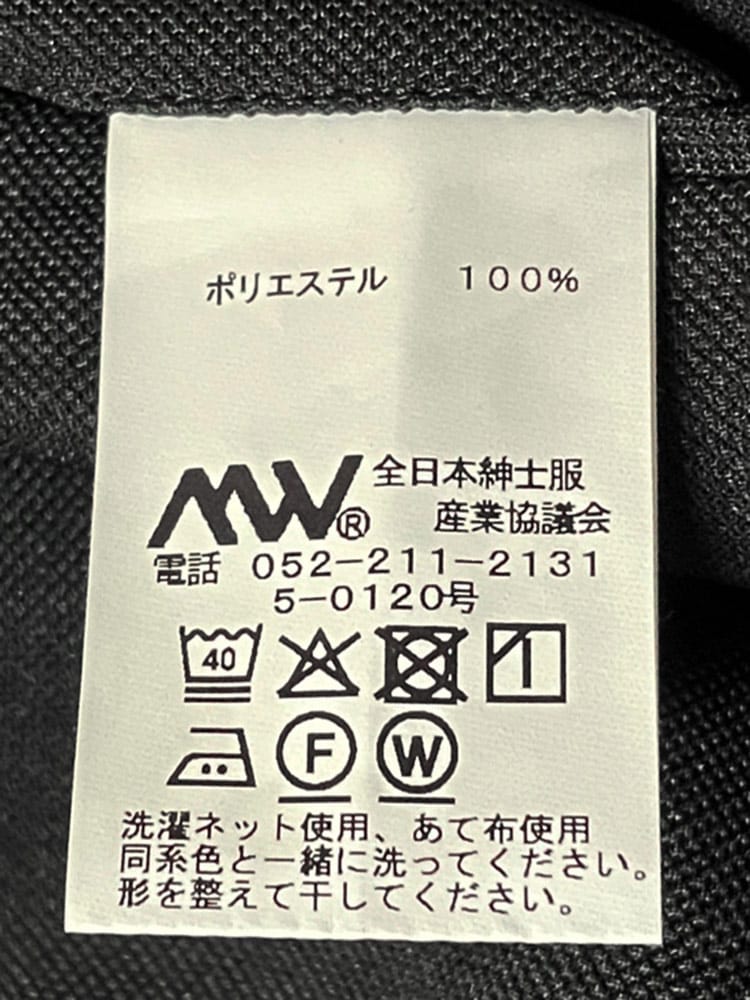 ポリエステル　100%
MW® 全日本紳士服
産業協議会
電話　052-211-2131
5-0120号
40
F W
洗濯ネット使用、あて布使用
同系色と一緒に洗ってください。
形を整えて干してください。